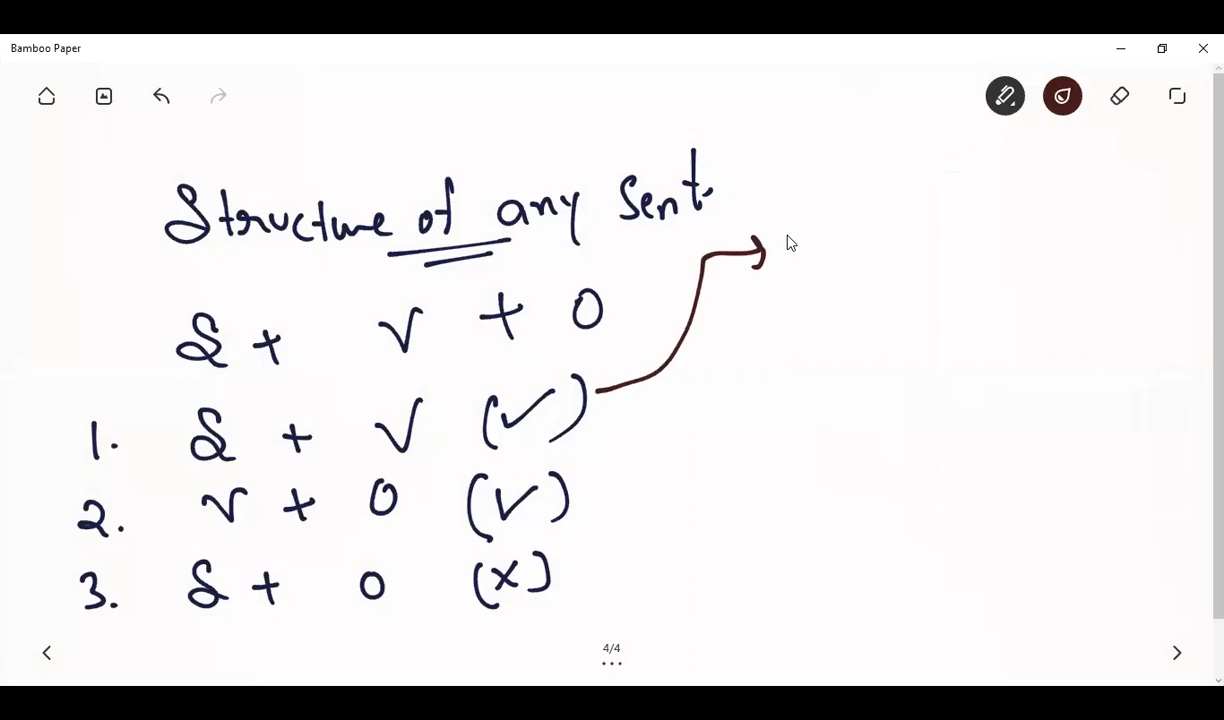 Bamboo Paper
Structure of any Sent.
S + V + O
1. S + V (✓)
2. V + O (✓)
3. S + O (X)
4/4